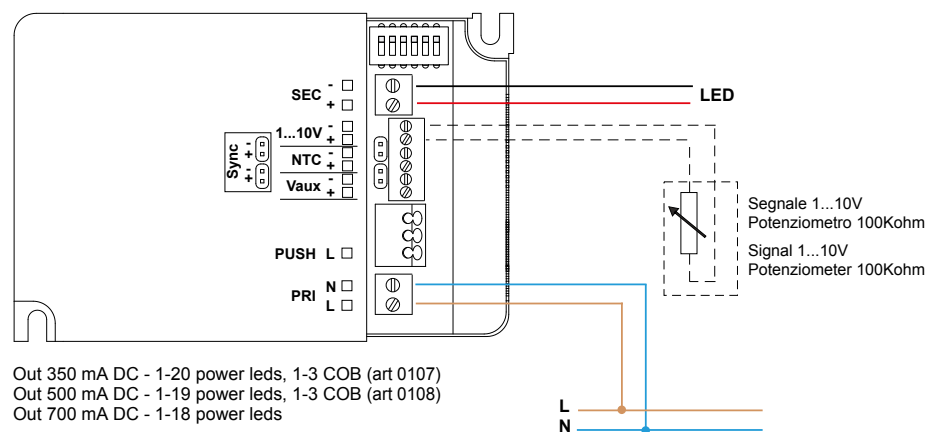 SEC - +
LED
1...10V - +
Sync + - + -
NTC - +
Vaux - +
Segnale 1...10V
Potenziometro 100Kohm
Signal 1...10V
Potenziometer 100Kohm
PUSH L
PRI N L
Out 350 mA DC - 1-20 power leds, 1-3 COB (art 0107)
Out 500 mA DC - 1-19 power leds, 1-3 COB (art 0108)
Out 700 mA DC - 1-18 power leds
L
N